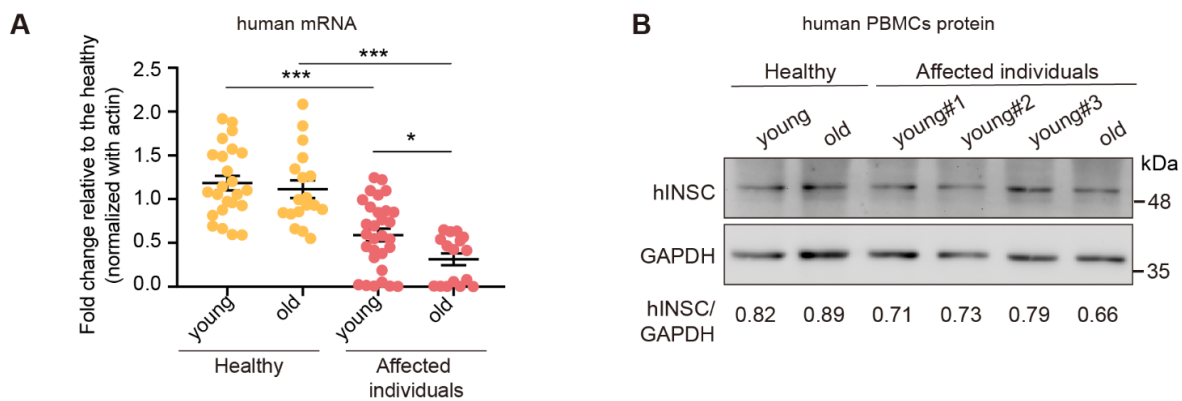 A
human mRNA
Fold change relative to the healthy
(normalized with actin)
2.5
2.0
1.5
1.0
0.5
0.0
***
***
*
young
old
young
old
Healthy
Affected
individuals
B
human PBMCs protein
Healthy
Affected individuals
young
old
young#1
young#2
young#3
old
kDa
hINSC
48
GAPDH
35
hINSC/
GAPDH
0.82 0.89 0.71 0.73 0.79 0.66